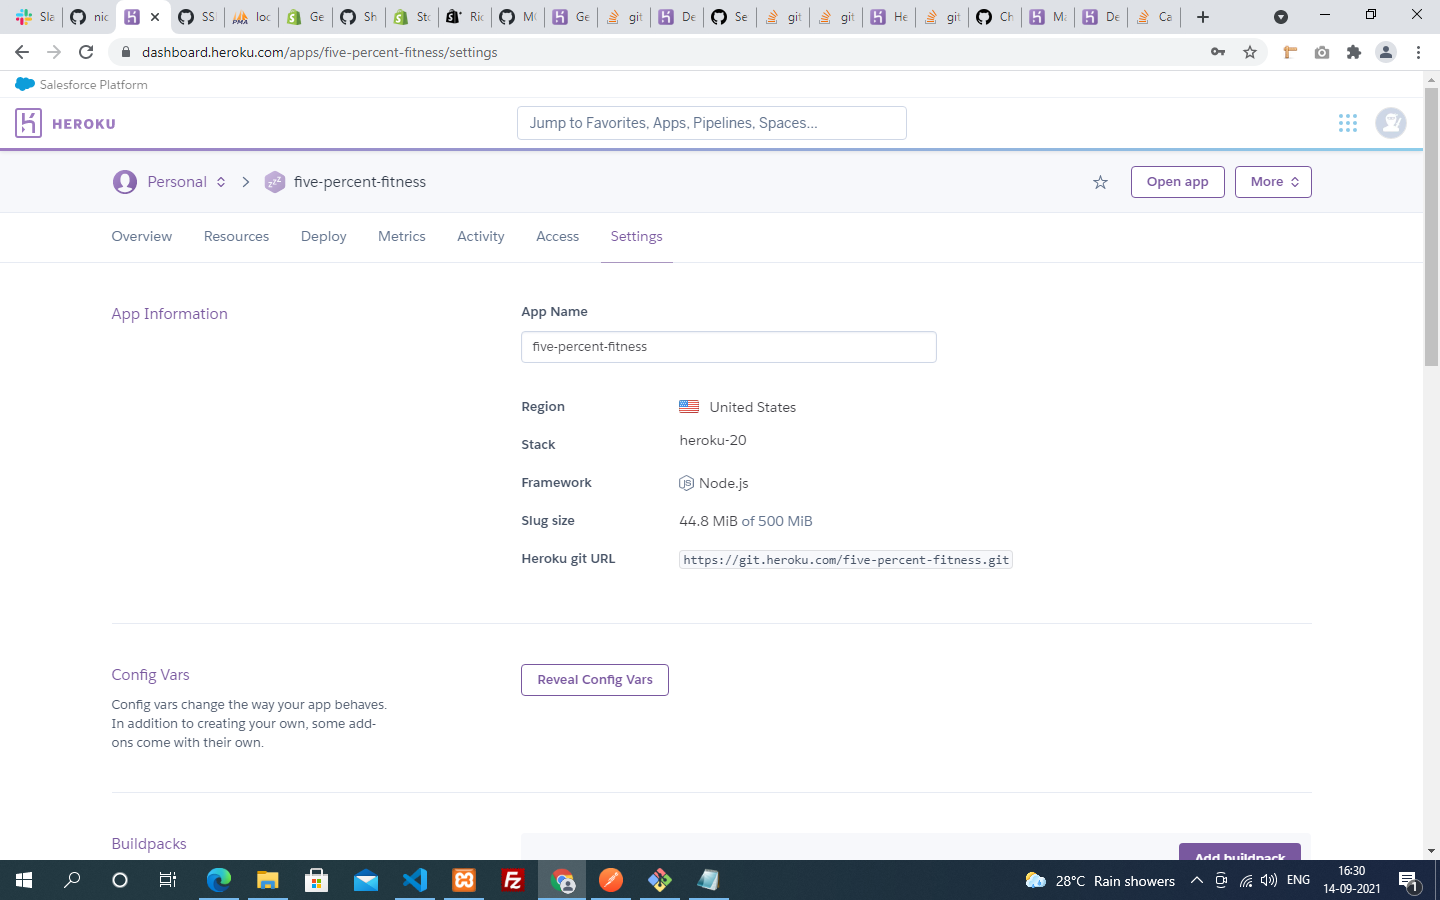 Sla nic SSI loc Ge Sh Sto Ric M( Ge git De Se git git He git Ch Ma De Ca
dashboard.heroku.com/apps/five-percent-fitness/settings
Salesforce Platform
HEROKU
Jump to Favorites, Apps, Pipelines, Spaces...
Personal five-percent-fitness
Open app More
Overview Resources Deploy Metrics Activity Access Settings
App Information
App Name
five-percent-fitness
Region United States
Stack heroku-20
Framework Node.js
Slug size 44.8 MiB of 500 MiB
Heroku git URL https://git.heroku.com/five-percent-fitness.git
Config Vars
Reveal Config Vars
Config vars change the way your app behaves.
In addition to creating your own, some add-
ons come with their own.
Buildpacks
Add buildpack
28°C Rain showers ENG
16:30
14-09-2021
1